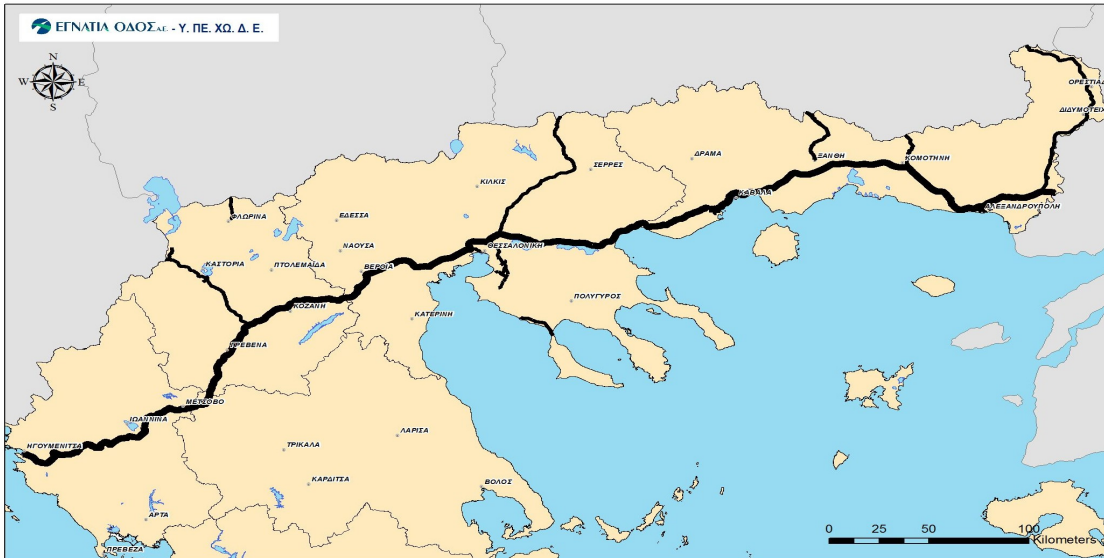 ΕΓΝΑΤΙΑ ΟΔΟΣ Α.Ε. - Υ. ΠΕ. ΧΩ. Δ. Ε.
N
W E
S
ΟΡΕΣΤΙΑΔ
ΔΙΔΥΜΟΤΕΙΧ
ΞΑΝΘΗ
ΚΟΜΟΤΗΝΗ
ΔΡΑΜΑ
ΣΕΡΡΕΣ
ΚΙΛΚΙΣ
ΚΑΒΑΛΑ
ΑΛΕΞΑΝΔΡΟΥΠΟΛΗ
ΦΛΩΡΙΝΑ
ΕΔΕΣΣΑ
ΝΑΟΥΣΑ
ΘΕΣΣΑΛΟΝΙΚΗ
ΚΑΣΤΟΡΙΑ
ΠΤΟΛΕΜΑΙΔΑ
ΒΕΡΟΙΑ
ΠΟΛΥΓΥΡΟΣ
ΚΟΖΑΝΗ
ΚΑΤΕΡΙΝΗ
ΓΡΕΒΕΝΑ
ΜΕΤΣΟΒΟ
ΙΩΑΝΝΙΝΑ
ΗΓΟΥΜΕΝΙΤΣΑ
ΛΑΡΙΣΑ
ΤΡΙΚΑΛΑ
ΚΑΡΔΙΤΣΑ
ΒΟΛΟΣ
ΑΡΤΑ
ΠΡΕΒΕΖΑ
0 25 50 100
Kilometers